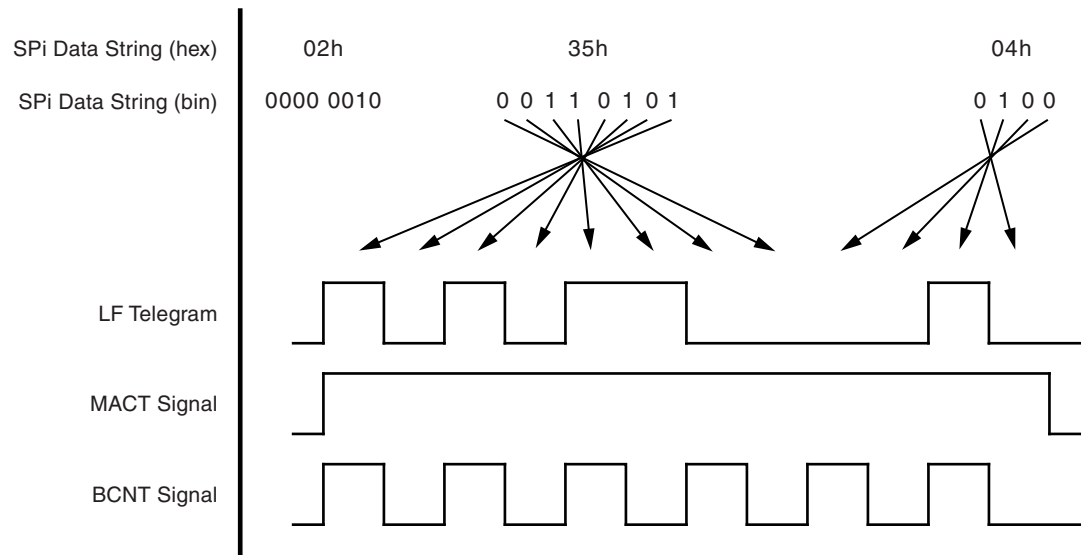 SPi Data String (hex) 02h 35h 04h
SPi Data String (bin) 0000 0010 0 0 1 1 0 1 0 1 0 1 0 0
LF Telegram
MACT Signal
BCNT Signal